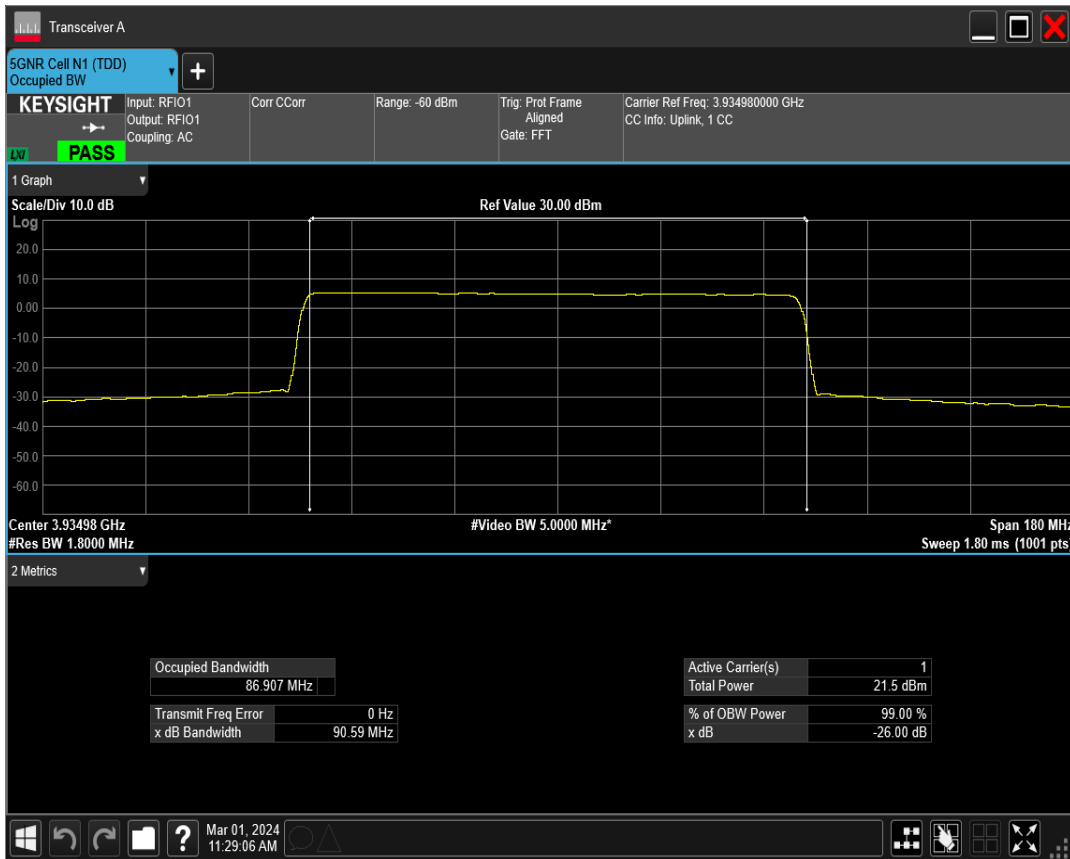 Transceiver A
5GNR Cell N1 (TDD)
Occupied BW
+
KEYSIGHT
LXI
PASS
Input: RFIO1
Output: RFIO1
Coupling: AC
Corr CCorr
Range: -60 dBm
Trig: Prot Frame
Aligned
Gate: FFT
Carrier Ref Freq: 3.934980000 GHz
CC Info: Uplink, 1 CC
1 Graph
Scale/Div 10.0 dB
Ref Value 30.00 dBm
Log
20.0
10.0
0.00
-10.0
-20.0
-30.0
-40.0
-50.0
-60.0
Center 3.93498 GHz
#Video BW 5.0000 MHz*
Span 180 MHz
#Res BW 1.8000 MHz
Sweep 1.80 ms (1001 pts)
2 Metrics
Occupied Bandwidth
86.907 MHz
Transmit Freq Error 0 Hz
x dB Bandwidth 90.59 MHz
Active Carrier(s) 1
Total Power 21.5 dBm
% of OBW Power 99.00 %
x dB -26.00 dB
?
Mar 01, 2024
11:29:06 AM